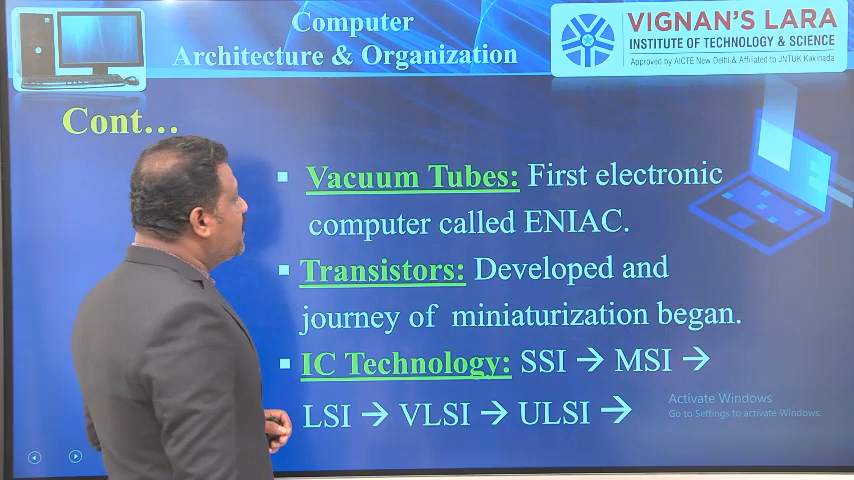 Computer
Architecture & Organization
VIGNAN'S LARA
INSTITUTE OF TECHNOLOGY & SCIENCE
Approved by AICTE New Delhi & Affiliated to JNTUK Kakinada
Cont...
▪ Vacuum Tubes: First electronic
computer called ENIAC.
▪ Transistors: Developed and
journey of miniaturization began.
▪ IC Technology: SSI → MSI →
LSI → VLSI → ULSI →
Activate Windows
Go to Settings to activate Windows.